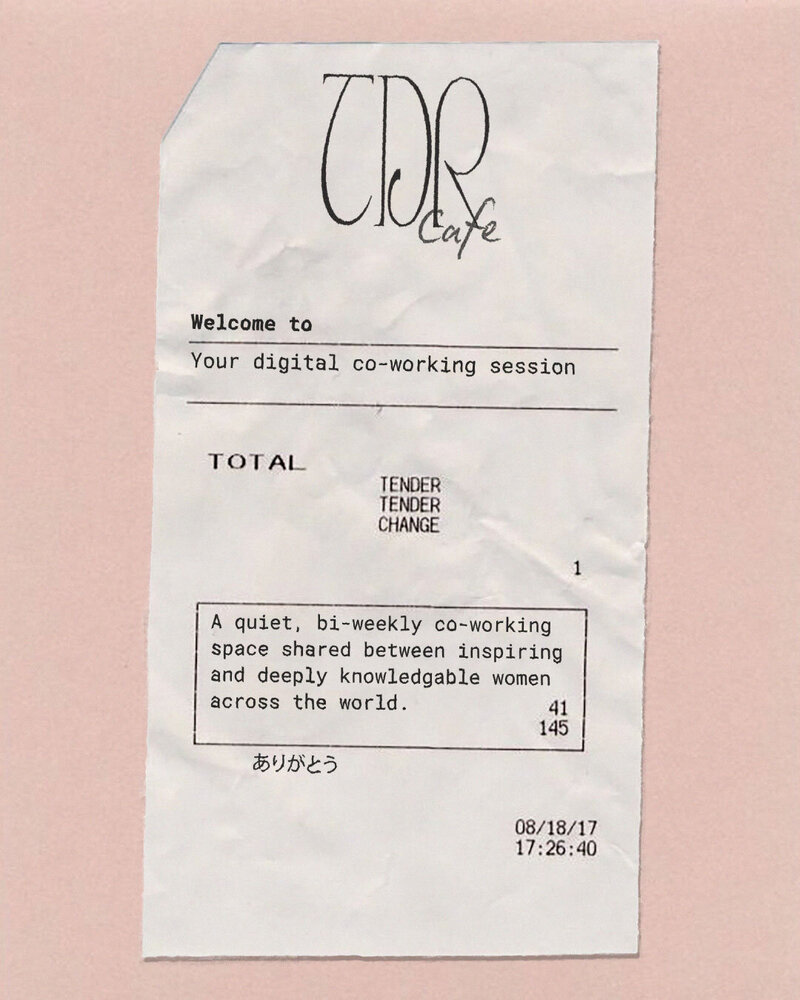 TDR
Cafe
Welcome to
Your digital co-working session
TOTAL
TENDER
TENDER
CHANGE
1
A quiet, bi-weekly co-working
space shared between inspiring
and deeply knowledgable women
across the world.
41
145
ありがとう
08/18/17
17:26:40